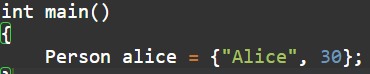 int main()
{
    Person alice = {"Alice", 30};
}